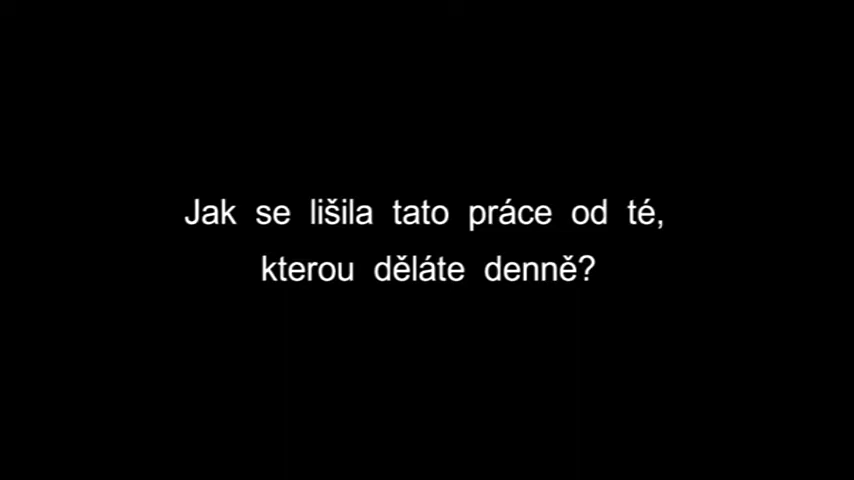 Jak se lišila tato práce od té,
kterou děláte denně?